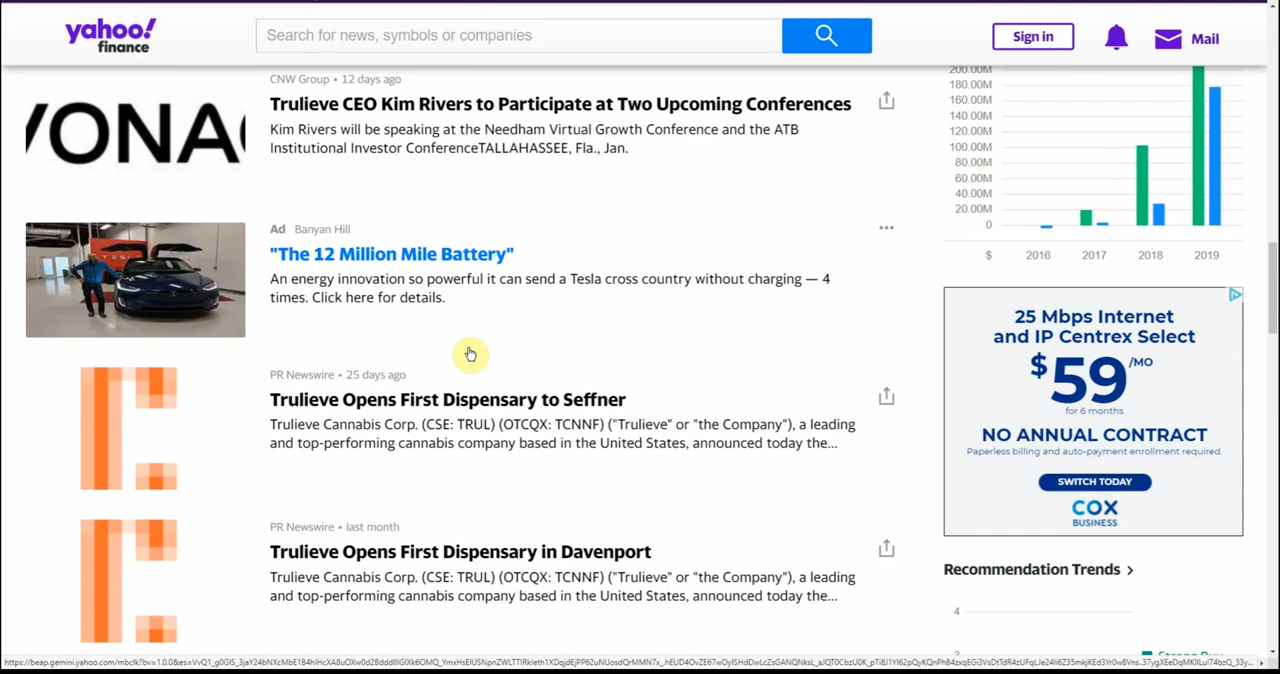 yahoo!
finance
Search for news, symbols or companies
Sign in
Mail
CNW Group • 12 days ago
Trulieve CEO Kim Rivers to Participate at Two Upcoming Conferences
Kim Rivers will be speaking at the Needham Virtual Growth Conference and the ATB
Institutional Investor ConferenceTALLAHASSEE, Fla., Jan.
Ad Banyan Hill
"The 12 Million Mile Battery"
An energy innovation so powerful it can send a Tesla cross country without charging — 4
times. Click here for details.
PR Newswire • 25 days ago
Trulieve Opens First Dispensary to Seffner
Trulieve Cannabis Corp. (CSE: TRUL) (OTCQX: TCNNF) ("Trulieve" or "the Company"), a leading
and top-performing cannabis company based in the United States, announced today the...
PR Newswire • last month
Trulieve Opens First Dispensary in Davenport
Trulieve Cannabis Corp. (CSE: TRUL) (OTCQX: TCNNF) ("Trulieve" or "the Company"), a leading
and top-performing cannabis company based in the United States, announced today the...
200.00M
180.00M
160.00M
140.00M
120.00M
100.00M
80.00M
60.00M
40.00M
20.00M
0
$ 2016 2017 2018 2019
25 Mbps Internet
and IP Centrex Select
$59/MO
for 6 months
NO ANNUAL CONTRACT
Paperless billing and auto-payment enrollment required.
SWITCH TODAY
COX
BUSINESS
Recommendation Trends >
4